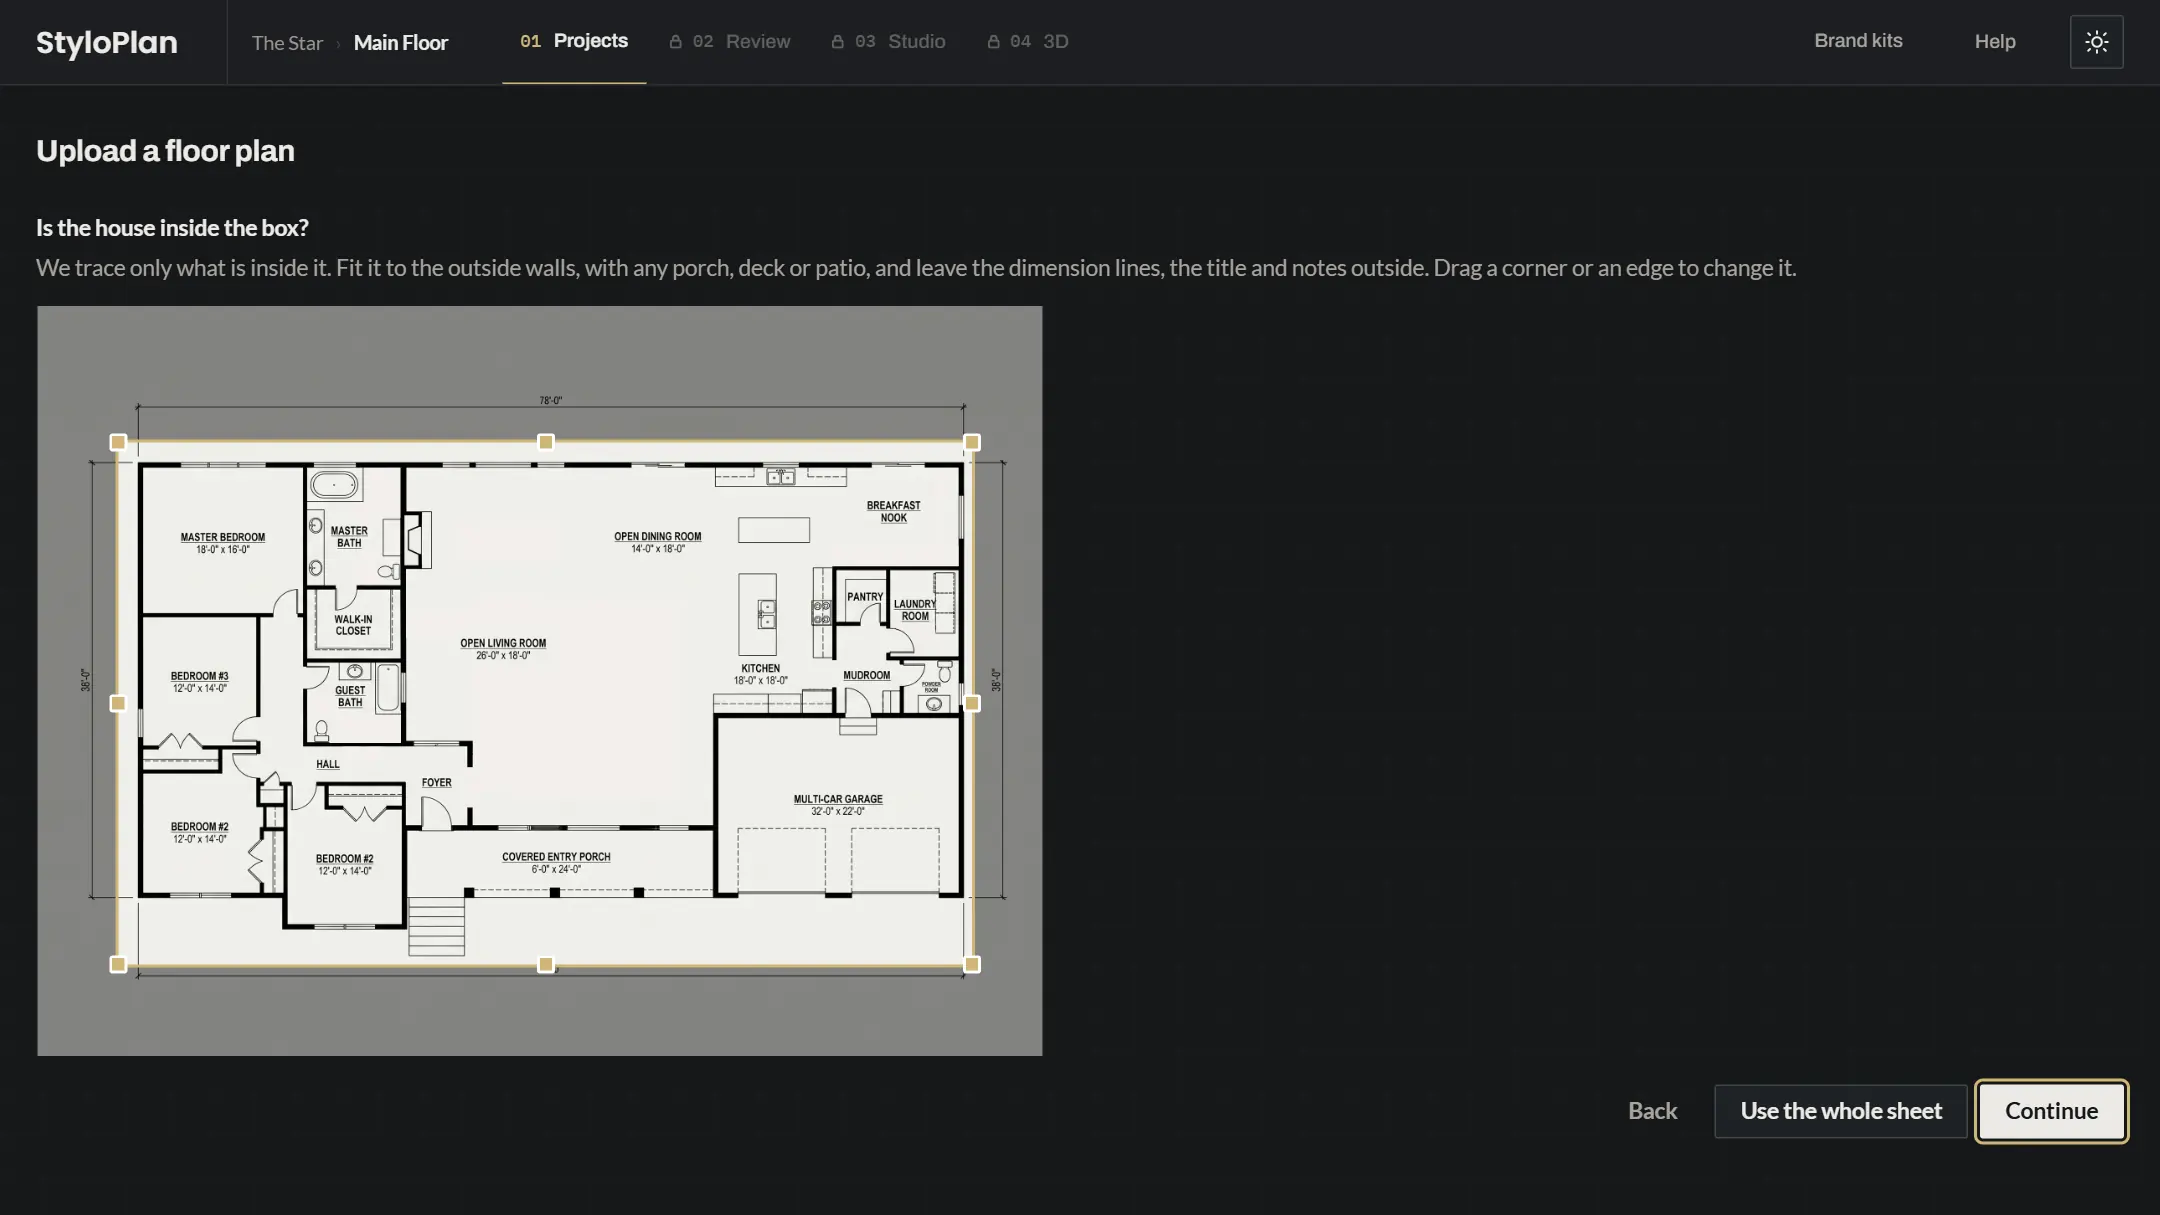 StyloPlan
The Star › Main Floor
01 Projects
02 Review
03 Studio
04 3D
Brand kits
Help
Upload a floor plan
Is the house inside the box?
We trace only what is inside it. Fit it to the outside walls, with any porch, deck or patio, and leave the dimension lines, the title and notes outside. Drag a corner or an edge to change it.
78'-0"
BREAKFAST
NOOK
MASTER BEDROOM
18'-0" x 16'-0"
MASTER
BATH
OPEN DINING ROOM
14'-0" x 18'-0"
PANTRY
LAUNDRY
ROOM
WALK-IN
CLOSET
OPEN LIVING ROOM
26'-0" x 18'-0"
38'-0"
BEDROOM #3
12'-0" x 14'-0"
GUEST
BATH
KITCHEN
18'-0" x 18'-0"
MUDROOM
POWDER
ROOM
38'-0"
HALL
FOYER
MULTI-CAR GARAGE
32'-0" x 22'-0"
BEDROOM #2
12'-0" x 14'-0"
BEDROOM #2
12'-0" x 14'-0"
COVERED ENTRY PORCH
6'-0" x 24'-0"
Back
Use the whole sheet
Continue